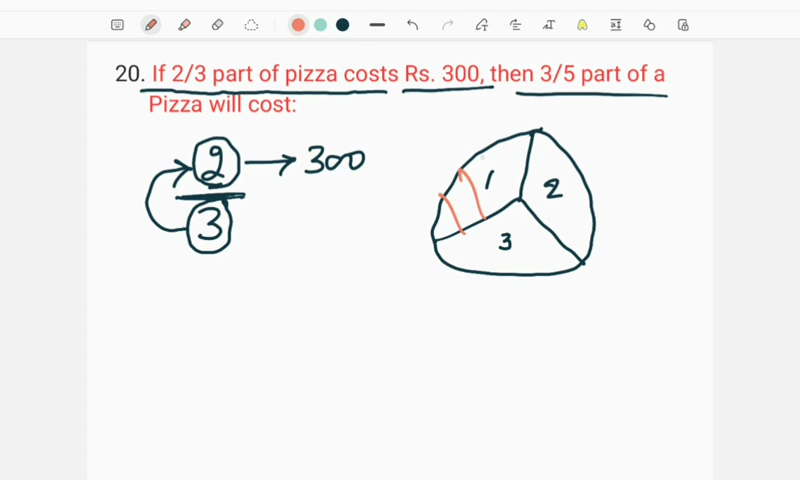 20. If 2/3 part of pizza costs Rs. 300, then 3/5 part of a
Pizza will cost:
2 → 300
3
1
2
3